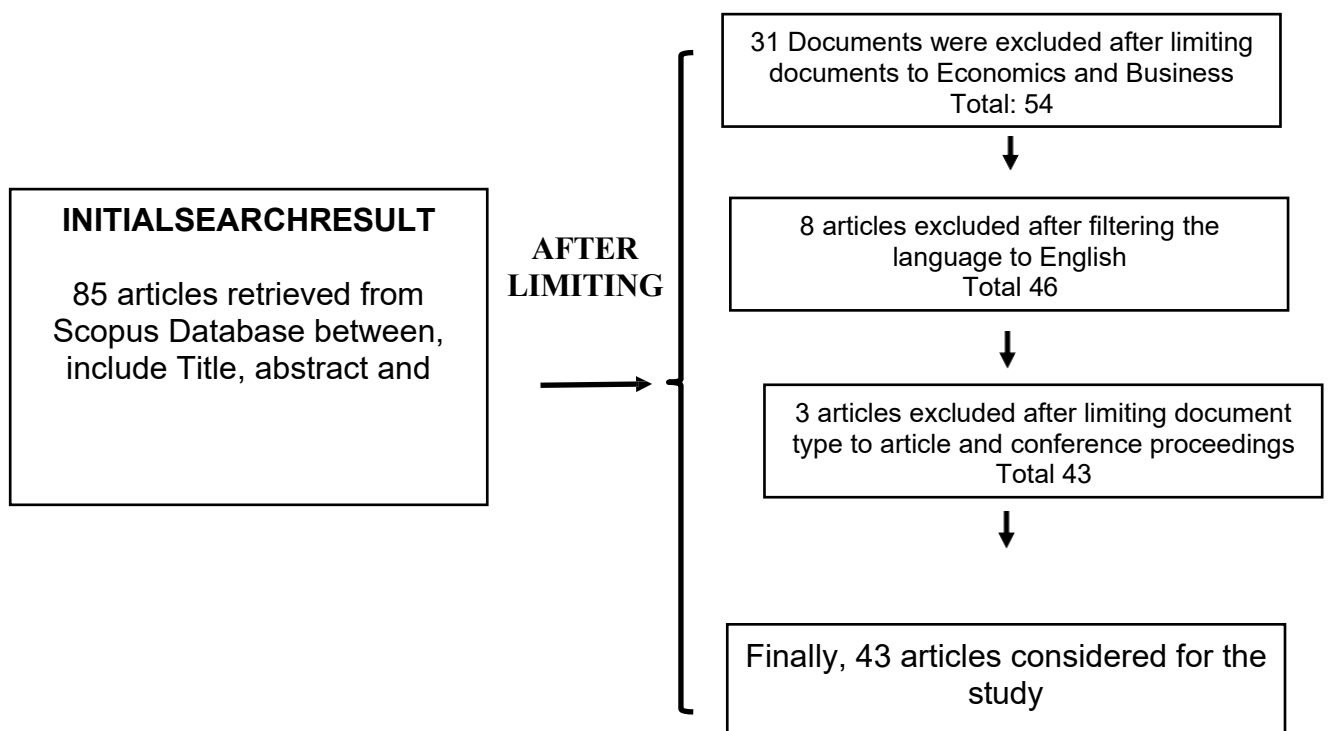 INITIALSEARCHRESULT
85 articles retrieved from
Scopus Database between,
include Title, abstract and
AFTER
LIMITING
31 Documents were excluded after limiting
documents to Economics and Business
Total: 54
8 articles excluded after filtering the
language to English
Total 46
3 articles excluded after limiting document
type to article and conference proceedings
Total 43
Finally, 43 articles considered for the
study